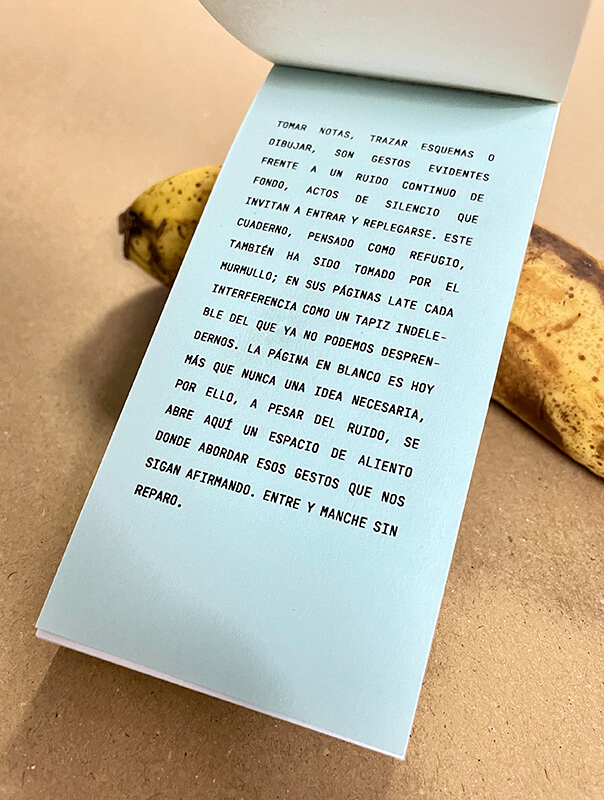 TOMAR NOTAS, TRAZAR ESQUEMAS O
DIBUJAR, SON GESTOS EVIDENTES
FRENTE A UN RUIDO CONTINUO DE
FONDO, ACTOS DE SILENCIO QUE
INVITAN A ENTRAR Y REPLEGARSE. ESTE
CUADERNO, PENSADO COMO REFUGIO,
TAMBIÉN HA SIDO TOMADO POR EL
MURMULLO; EN SUS PÁGINAS LATE CADA
INTERFERENCIA COMO UN TAPIZ INDELE-
BLE DEL QUE YA NO PODEMOS DESPREN-
DERNOS. LA PÁGINA EN BLANCO ES HOY
MÁS QUE NUNCA UNA IDEA NECESARIA,
POR ELLO, A PESAR DEL RUIDO, SE
ABRE AQUÍ UN ESPACIO DE ALIENTO
DONDE ABORDAR ESOS GESTOS QUE NOS
SIGAN AFIRMANDO. ENTRE Y MANCHE SIN
REPARO.